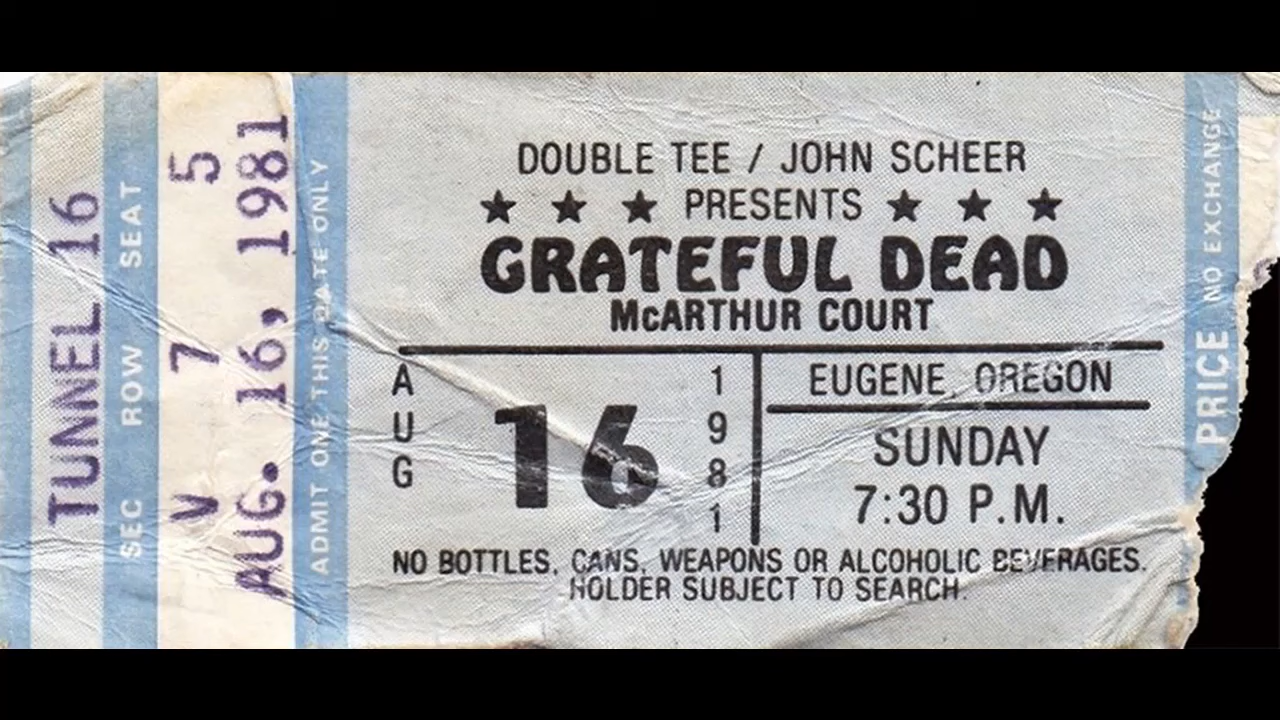 TUNNEL 16
SEC ROW SEAT
V 7 5
AUG. 16, 1981
ADMIT ONE THIS DATE ONLY
DOUBLE TEE / JOHN SCHEER
★ ★ ★ PRESENTS ★ ★ ★
GRATEFUL DEAD
McARTHUR COURT
AUG 16 1981
EUGENE, OREGON
SUNDAY
7:30 P.M.
NO BOTTLES, CANS, WEAPONS OR ALCOHOLIC BEVERAGES.
HOLDER SUBJECT TO SEARCH.
PRICE NO EXCHANGE